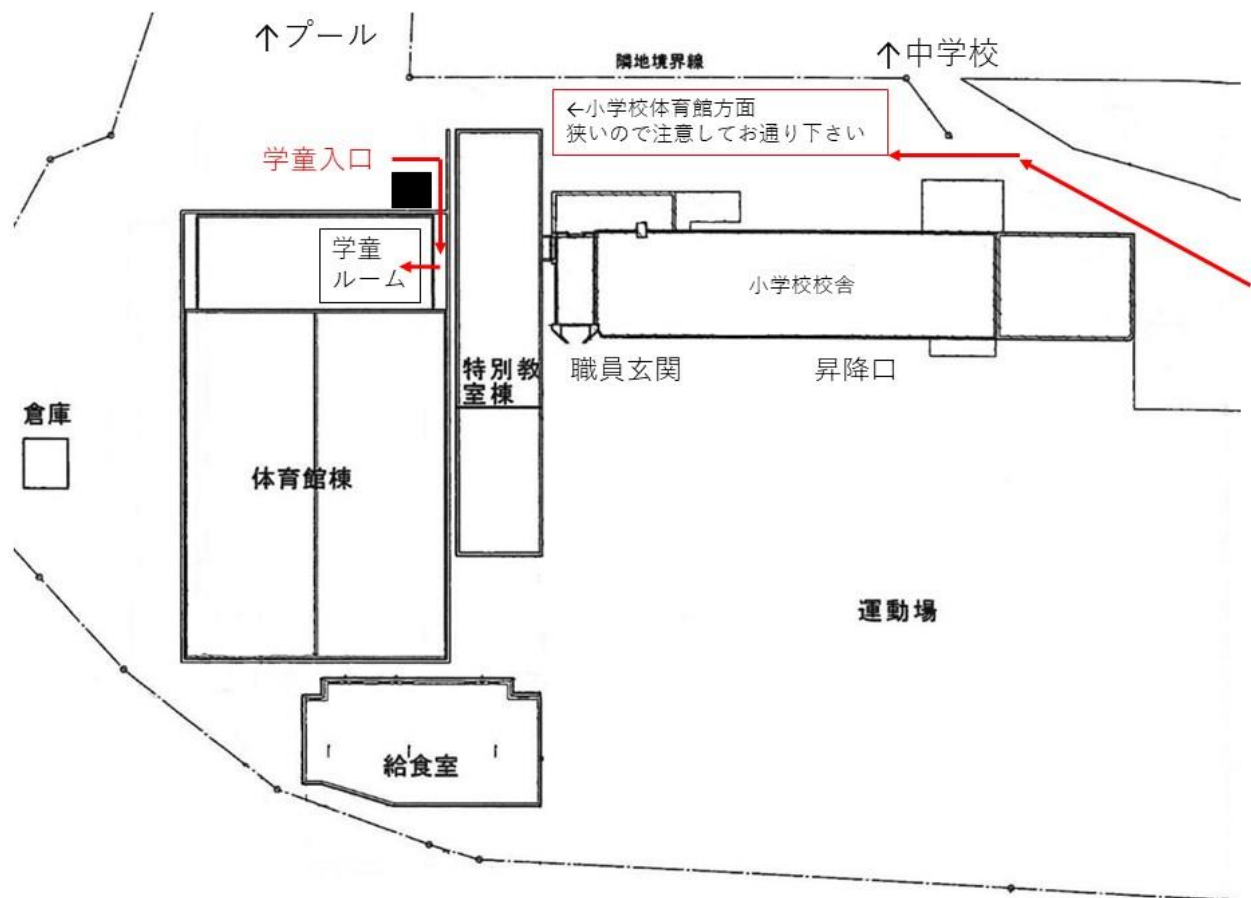 ↑プール
隣地境界線
↑中学校
←小学校体育館方面
狭いので注意してお通り下さい
学童入口
学童
ルーム
小学校校舎
特別教
室棟
職員玄関
昇降口
倉庫
体育館棟
運動場
給食室